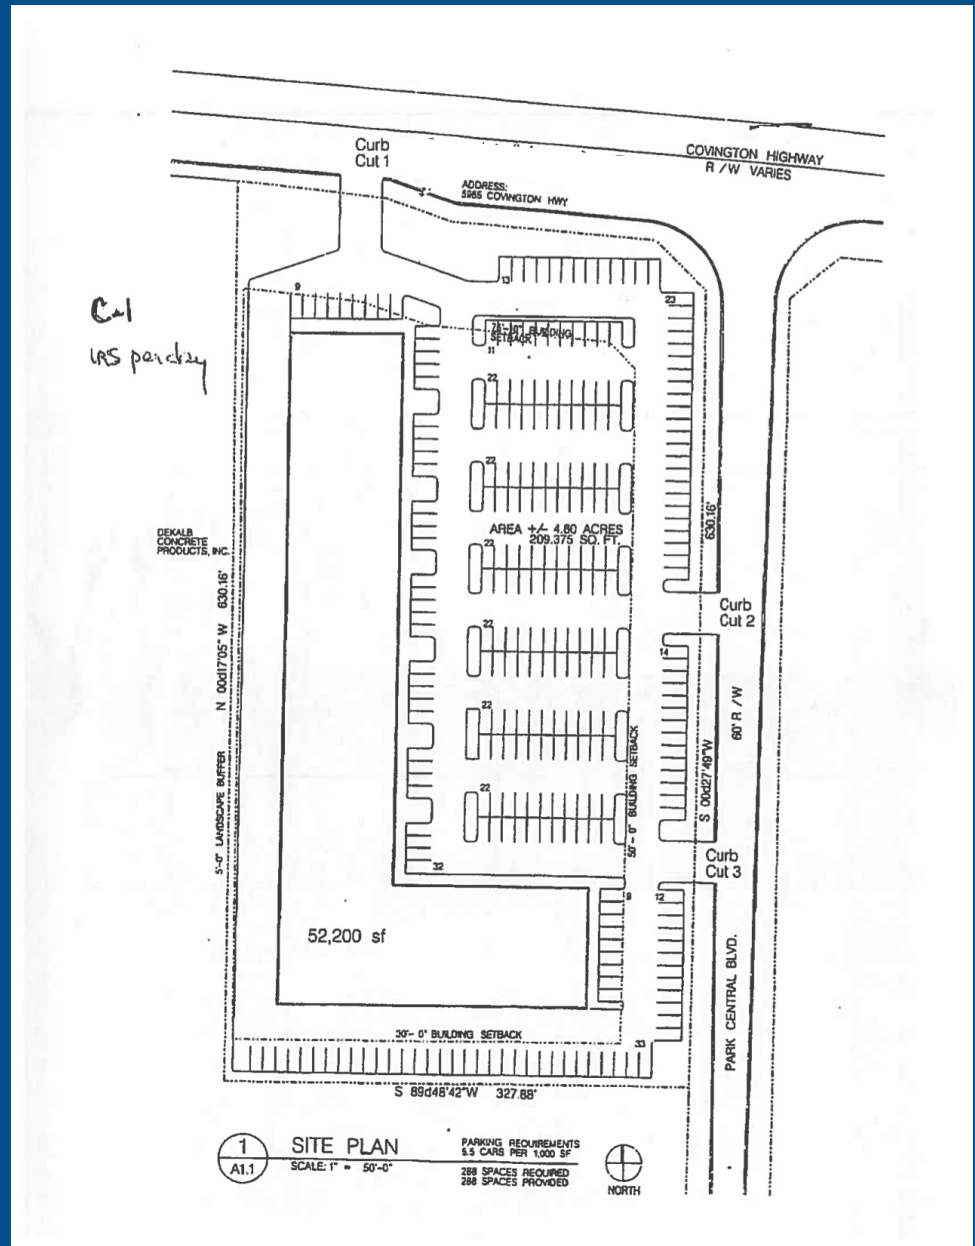 Curb
Cut 1
COVINGTON HIGHWAY
R /W VARIES
ADDRESS:
5965 COVINGTON HWY
9
13
23
75'-10" BUILDING
SETBACK
11
22
22
AREA +/- 4.80 ACRES
209.375 SQ. FT.
22
630.16'
DEKALB
CONCRETE
PRODUCTS, INC.
Curb
Cut 2
22
14
N 00d17'05" W 630.16'
22
60' R /W
S 00d27'49"W
22
50'- 0" BUILDING SETBACK
5'-0" LANDSCAPE BUFFER
Curb
Cut 3
32
9
12
52,200 sf
PARK CENTRAL BLVD.
30'- 0" BUILDING SETBACK
33
S 89d48'42"W 327.88'
1
A1.1
SITE PLAN
SCALE: 1" = 50'-0"
PARKING REQUIREMENTS
5.5 CARS PER 1,000 SF
288 SPACES REQUIRED
288 SPACES PROVIDED
NORTH